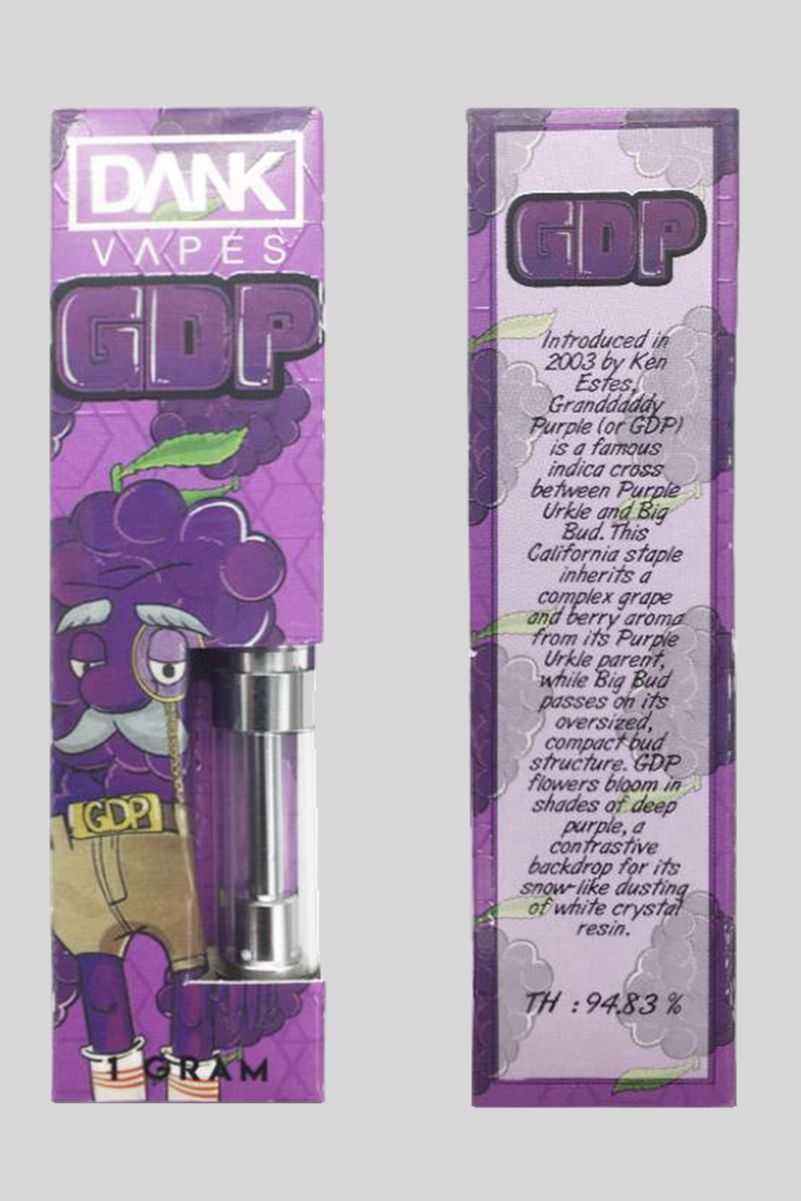 DANK
VAPES
GDP
GDP
1 GRAM
GDP
Introduced in
2003 by Ken
Estes,
Granddaddy
Purple (or GDP)
is a famous
indica cross
between Purple
Urkle and Big
Bud. This
California staple
inherits a
complex grape
and berry aroma
from its Purple
Urkle parent,
while Big Bud
passes on its
oversized,
compact bud
structure. GDP
flowers bloom in
shades of deep
purple, a
contrastive
backdrop for its
snow-like dusting
of white crystal
resin.
TH : 94.83 %